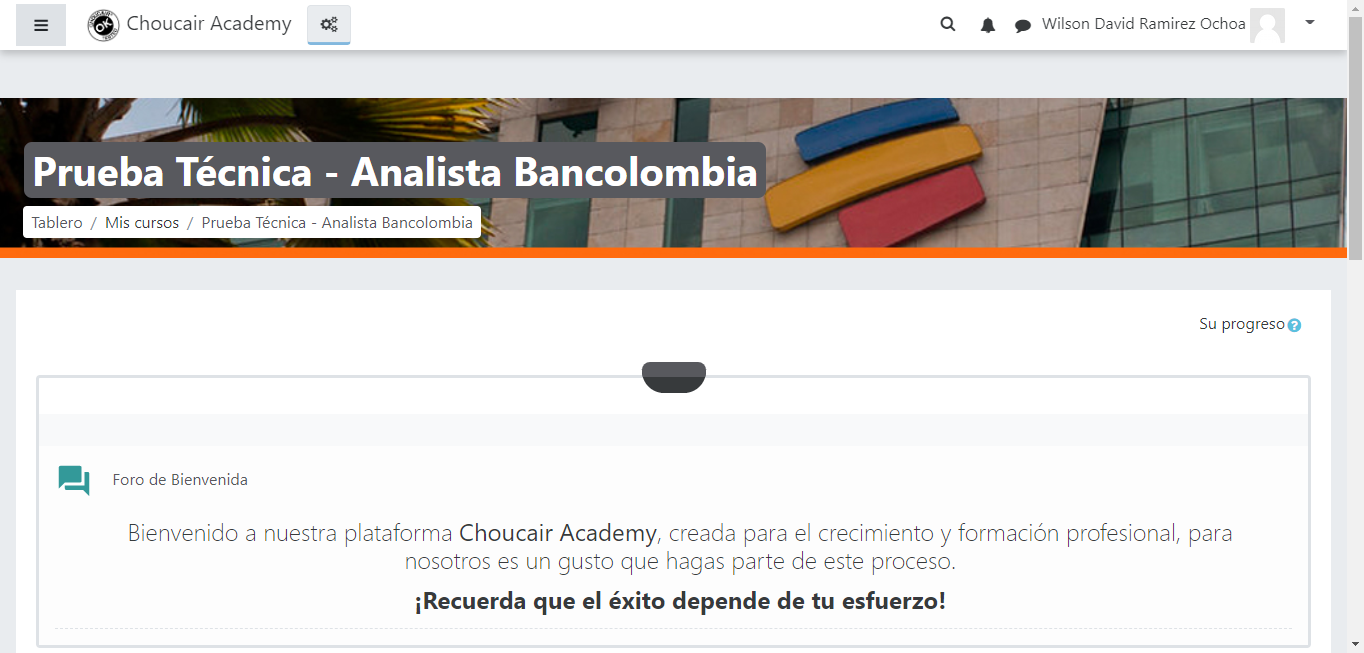 Choucair Academy
Wilson David Ramirez Ochoa
Prueba Técnica - Analista Bancolombia
Tablero / Mis cursos / Prueba Técnica - Analista Bancolombia
Su progreso
Foro de Bienvenida
Bienvenido a nuestra plataforma Choucair Academy, creada para el crecimiento y formación profesional, para
nosotros es un gusto que hagas parte de este proceso.
¡Recuerda que el éxito depende de tu esfuerzo!